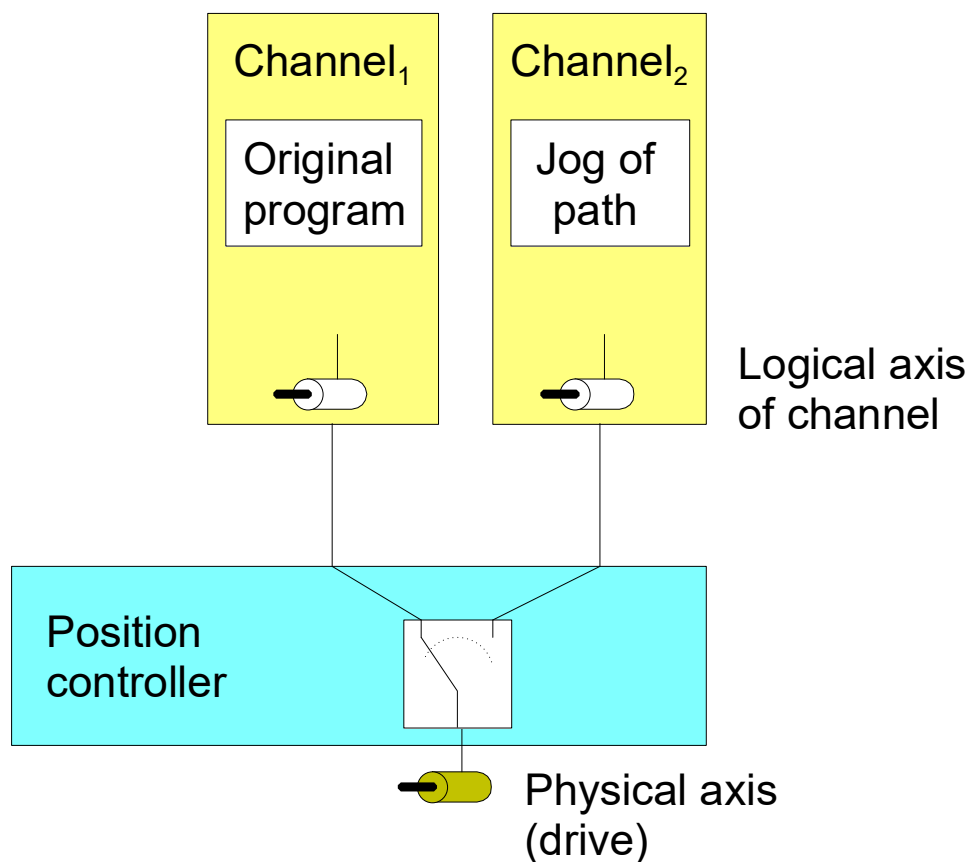 Channel₁
Original
program
Channel₂
Jog of
path
Logical axis
of channel
Position
controller
Physical axis
(drive)